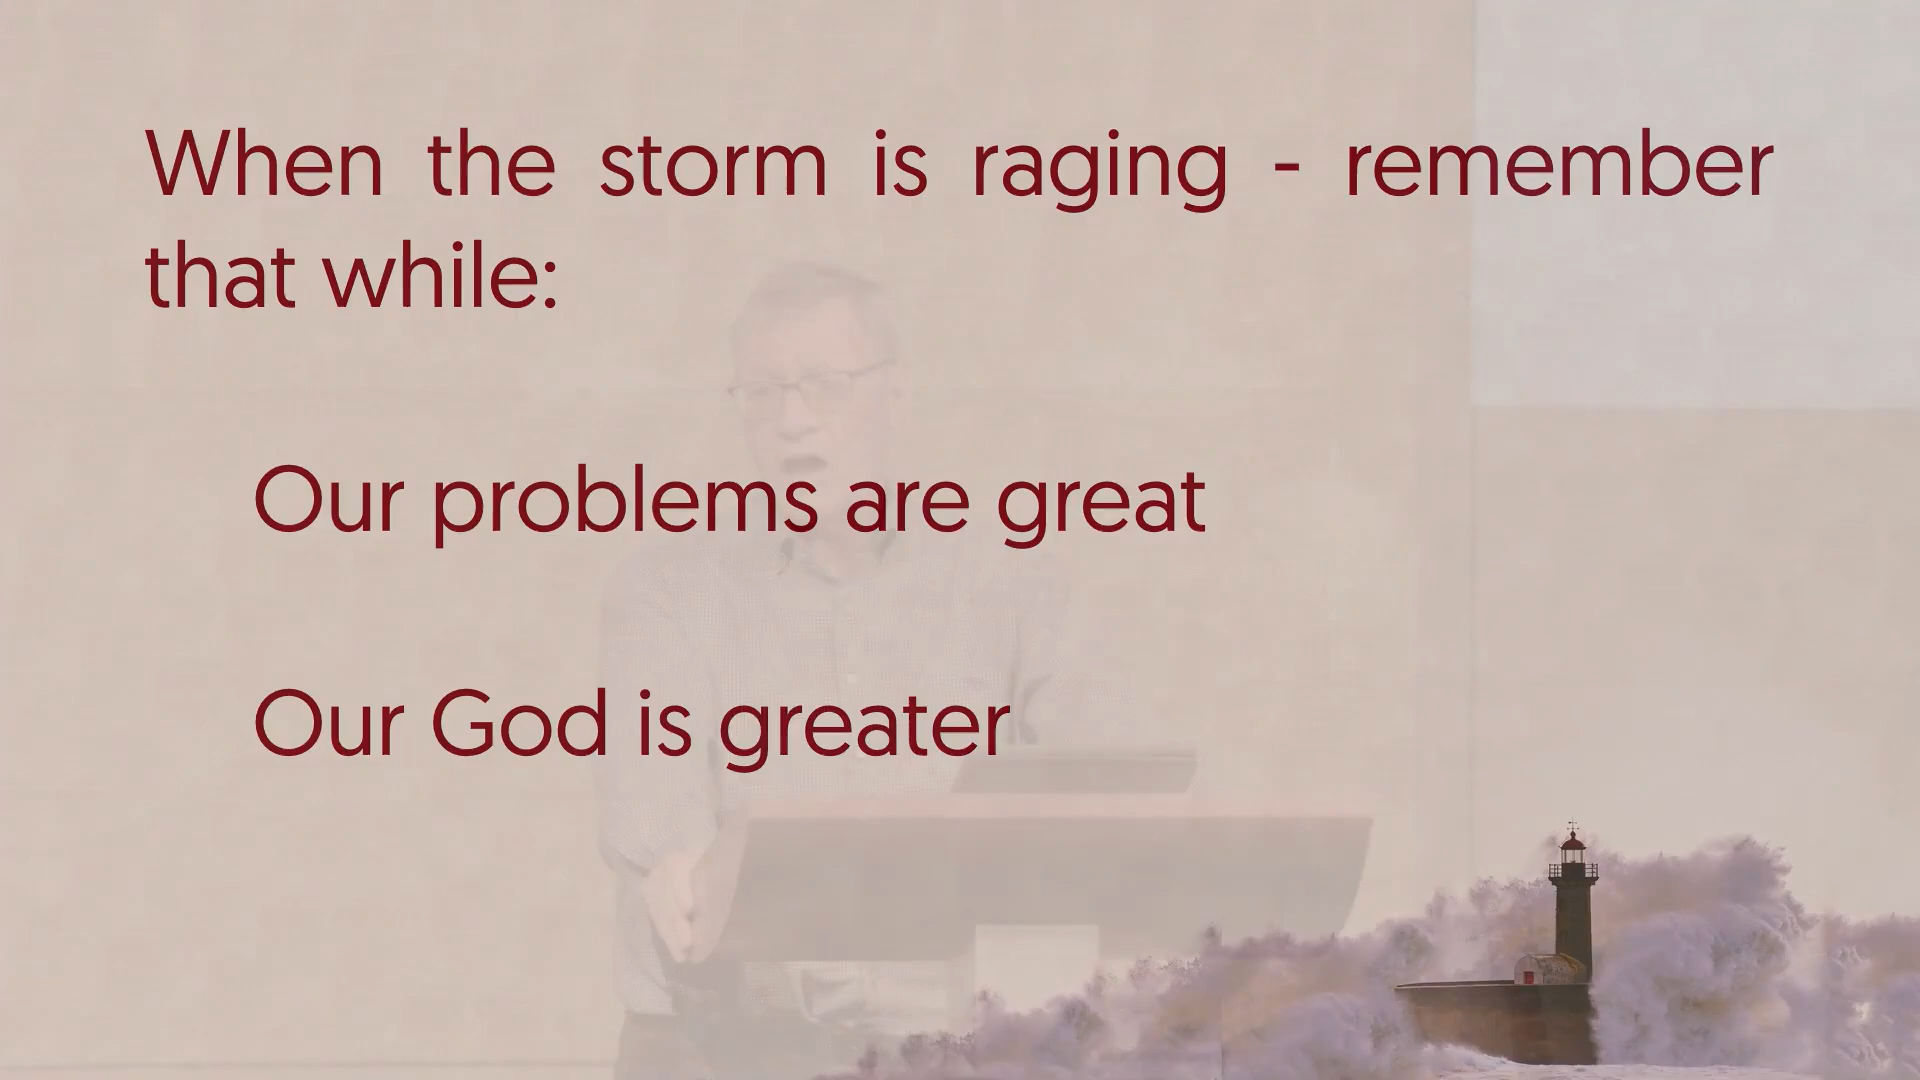 When the storm is raging - remember
that while:
Our problems are great
Our God is greater